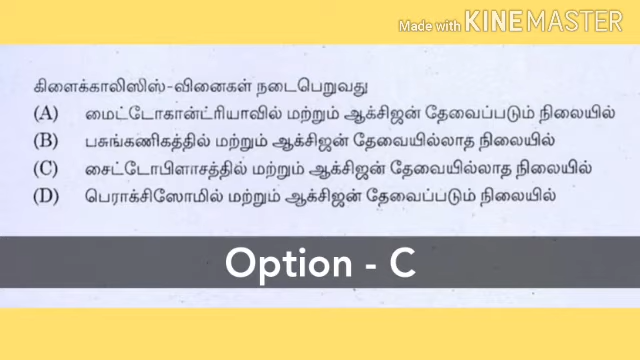 Made with KINEMASTER
கிளைக்காலிஸிஸ்-வினைகள் நடைபெறுவது
(A) மைட்டோகான்ட்ரியாவில் மற்றும் ஆக்சிஜன் தேவைப்படும் நிலையில்
(B) பசுங்கணிகத்தில் மற்றும் ஆக்சிஜன் தேவையில்லாத நிலையில்
(C) சைட்டோபிளாசத்தில் மற்றும் ஆக்சிஜன் தேவையில்லாத நிலையில்
(D) பெராக்சிஸோமில் மற்றும் ஆக்சிஜன் தேவைப்படும் நிலையில்
Option - C